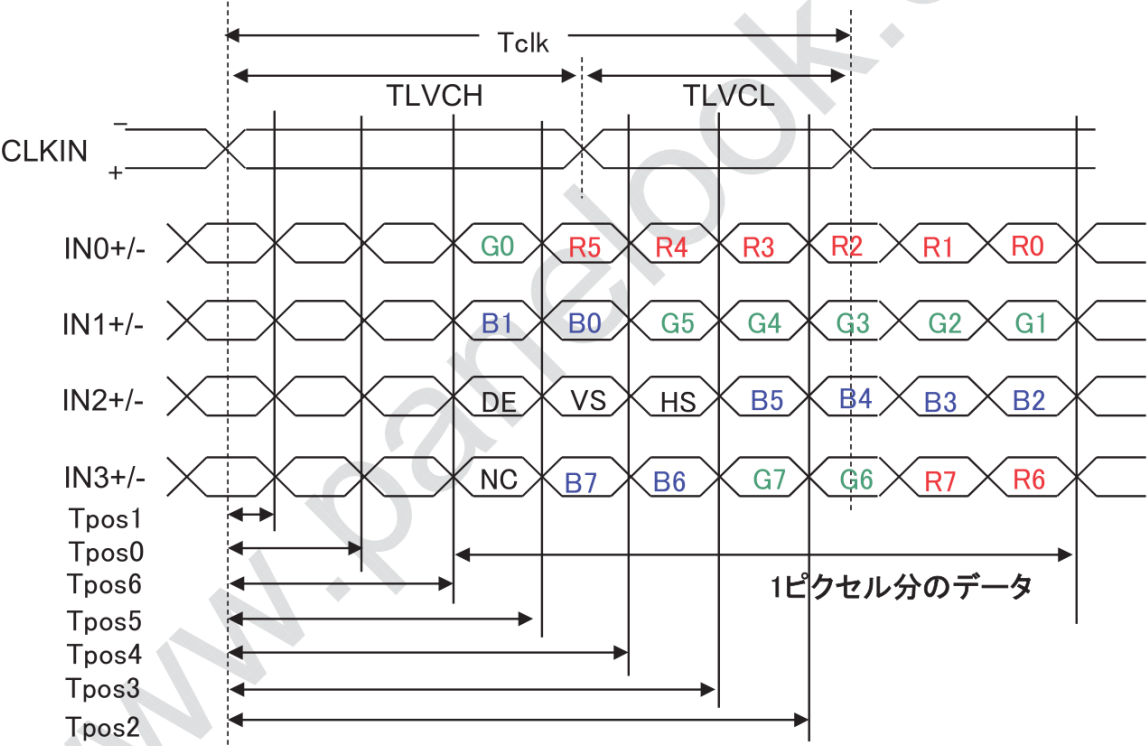 Tclk
TLVCH TLVCL
−
CLKIN
+
IN0+/- G0 R5 R4 R3 R2 R1 R0
IN1+/- B1 B0 G5 G4 G3 G2 G1
IN2+/- DE VS HS B5 B4 B3 B2
IN3+/- NC B7 B6 G7 G6 R7 R6
Tpos1
Tpos0
Tpos6
1ピクセル分のデータ
Tpos5
Tpos4
Tpos3
Tpos2
www.panelook.